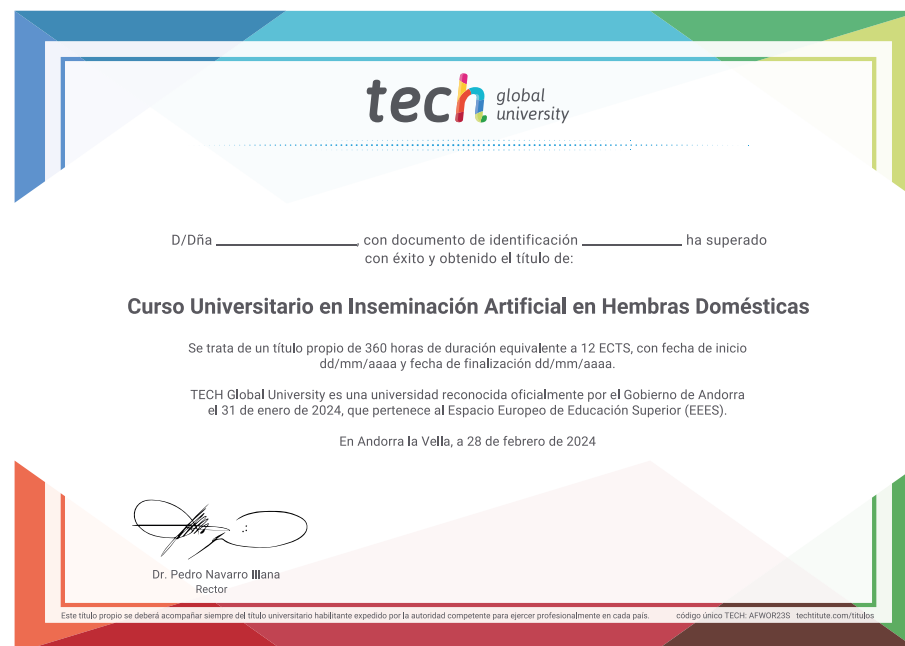 tech global university
D/Dña ________________, con documento de identificación ____________ ha superado
con éxito y obtenido el título de:
Curso Universitario en Inseminación Artificial en Hembras Domésticas
Se trata de un título propio de 360 horas de duración equivalente a 12 ECTS, con fecha de inicio
dd/mm/aaaa y fecha de finalización dd/mm/aaaa.
TECH Global University es una universidad reconocida oficialmente por el Gobierno de Andorra
el 31 de enero de 2024, que pertenece al Espacio Europeo de Educación Superior (EEES).
En Andorra la Vella, a 28 de febrero de 2024
Dr. Pedro Navarro Illana
Rector
Este título propio se deberá acompañar siempre del título universitario habilitante expedido por la autoridad competente para ejercer profesionalmente en cada país. código único TECH: AFWOR23S techtitute.com/titulos